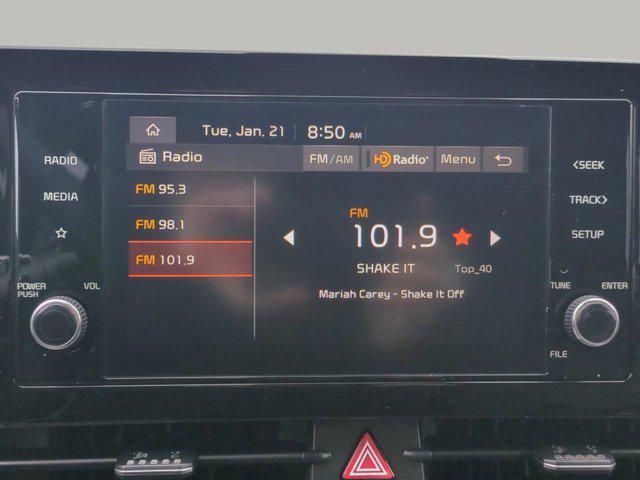 Tue, Jan. 21 8:50 AM
Radio FM/AM HD Radio Menu
RADIO
MEDIA
FM 95.3
FM 98.1
FM 101.9
FM
101.9
SHAKE IT Top_40
Mariah Carey - Shake It Off
<SEEK
TRACK>
SETUP
POWER
PUSH
VOL
TUNE
ENTER
FILE